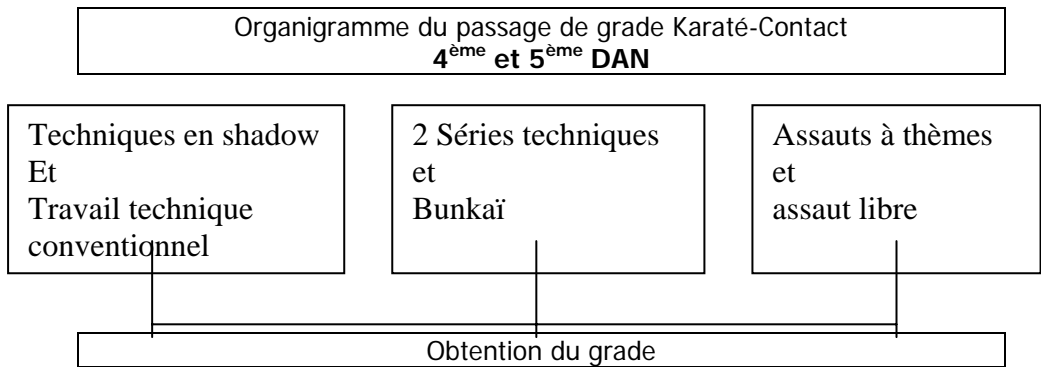 Organigramme du passage de grade Karaté-Contact
4ème et 5ème DAN
Techniques en shadow
Et
Travail technique
conventionnel
2 Séries techniques
et
Bunkaï
Assauts à thèmes
et
assaut libre
Obtention du grade